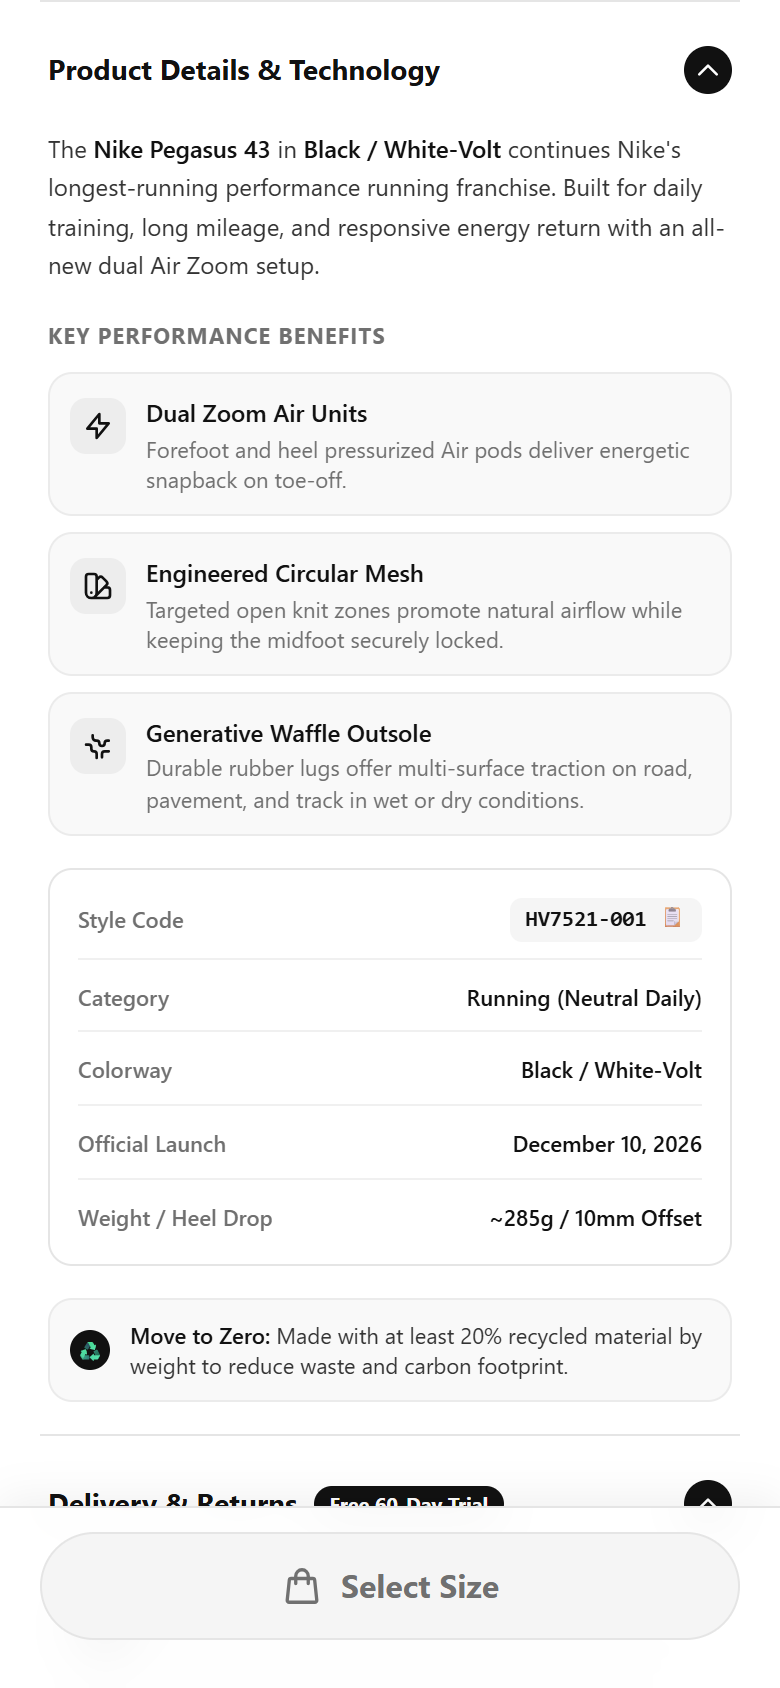 Product Details & Technology
The Nike Pegasus 43 in Black / White-Volt continues Nike's
longest-running performance running franchise. Built for daily
training, long mileage, and responsive energy return with an all-
new dual Air Zoom setup.
KEY PERFORMANCE BENEFITS
Dual Zoom Air Units
Forefoot and heel pressurized Air pods deliver energetic
snapback on toe-off.
Engineered Circular Mesh
Targeted open knit zones promote natural airflow while
keeping the midfoot securely locked.
Generative Waffle Outsole
Durable rubber lugs offer multi-surface traction on road,
pavement, and track in wet or dry conditions.
Style Code HV7521-001
Category Running (Neutral Daily)
Colorway Black / White-Volt
Official Launch December 10, 2026
Weight / Heel Drop ~285g / 10mm Offset
Move to Zero: Made with at least 20% recycled material by
weight to reduce waste and carbon footprint.
Delivery & Returns Free 60-Day Trial
Select Size